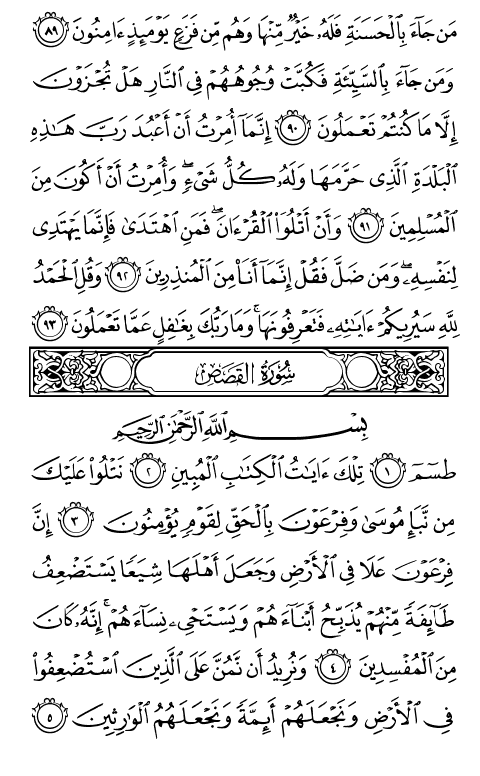 مَن جَآءَ بِٱلْحَسَنَةِ فَلَهُۥ خَيْرٌ مِّنْهَا وَهُم مِّن فَزَعٍ يَوْمَئِذٍ ءَامِنُونَ ٨٩
وَمَن جَآءَ بِٱلسَّيِّئَةِ فَكُبَّتْ وُجُوهُهُمْ فِى ٱلنَّارِ هَلْ تُجْزَوْنَ
إِلَّا مَا كُنتُمْ تَعْمَلُونَ ٩٠ إِنَّمَآ أُمِرْتُ أَنْ أَعْبُدَ رَبَّ هَٰذِهِ
ٱلْبَلْدَةِ ٱلَّذِى حَرَّمَهَا وَلَهُۥ كُلُّ شَىْءٍ ۖ وَأُمِرْتُ أَنْ أَكُونَ مِنَ
ٱلْمُسْلِمِينَ ٩١ وَأَنْ أَتْلُوَا۟ ٱلْقُرْءَانَ ۖ فَمَنِ ٱهْتَدَىٰ فَإِنَّمَا يَهْتَدِى
لِنَفْسِهِۦ ۖ وَمَن ضَلَّ فَقُلْ إِنَّمَآ أَنَا۠ مِنَ ٱلْمُنذِرِينَ ٩٢ وَقُلِ ٱلْحَمْدُ
لِلَّهِ سَيُرِيكُمْ ءَايَٰتِهِۦ فَتَعْرِفُونَهَا ۚ وَمَا رَبُّكَ بِغَٰفِلٍ عَمَّا تَعْمَلُونَ ٩٣
سُورَةُ القَصَصِ
بِسْمِ ٱللَّهِ ٱلرَّحْمَٰنِ ٱلرَّحِيمِ
طسٓمٓ ١ تِلْكَ ءَايَٰتُ ٱلْكِتَٰبِ ٱلْمُبِينِ ٢ نَتْلُوا۟ عَلَيْكَ
مِن نَّبَإِ مُوسَىٰ وَفِرْعَوْنَ بِٱلْحَقِّ لِقَوْمٍ يُؤْمِنُونَ ٣ إِنَّ
فِرْعَوْنَ عَلَا فِى ٱلْأَرْضِ وَجَعَلَ أَهْلَهَا شِيَعًا يَسْتَضْعِفُ
طَآئِفَةً مِّنْهُمْ يُذَبِّحُ أَبْنَآءَهُمْ وَيَسْتَحْىِۦ نِسَآءَهُمْ ۚ إِنَّهُۥ كَانَ
مِنَ ٱلْمُفْسِدِينَ ٤ وَنُرِيدُ أَن نَّمُنَّ عَلَى ٱلَّذِينَ ٱسْتُضْعِفُوا۟
فِى ٱلْأَرْضِ وَنَجْعَلَهُمْ أَئِمَّةً وَنَجْعَلَهُمُ ٱلْوَٰرِثِينَ ٥